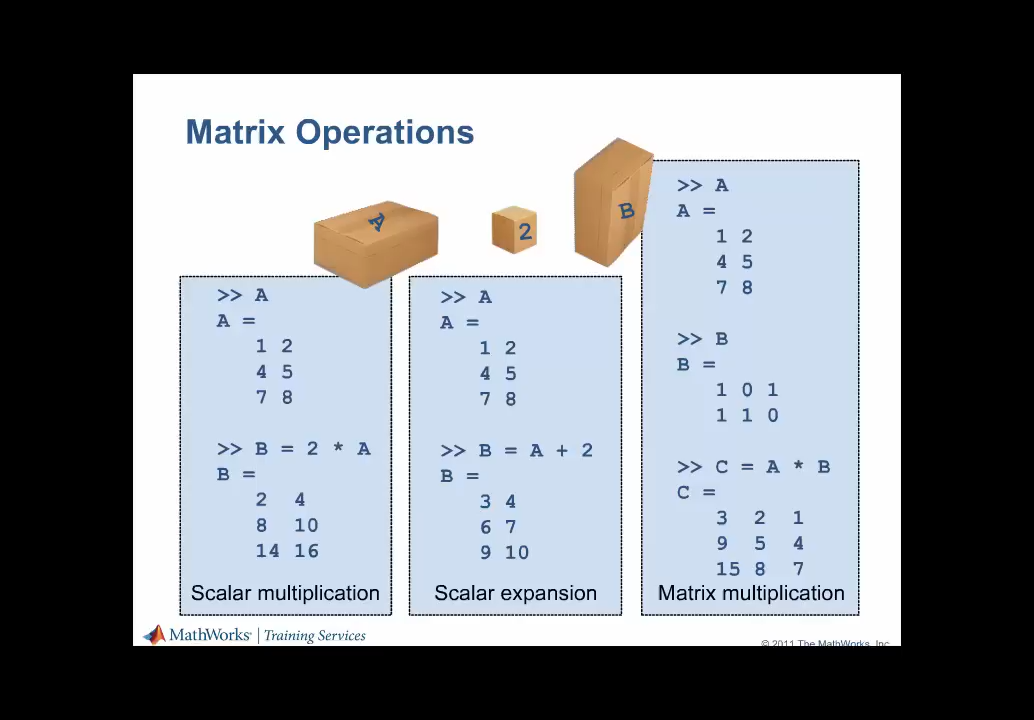 Matrix Operations
A
2
B
>> A
A =
1 2
4 5
7 8
>> B = 2 * A
B =
2 4
8 10
14 16
Scalar multiplication
>> A
A =
1 2
4 5
7 8
>> B = A + 2
B =
3 4
6 7
9 10
Scalar expansion
>> A
A =
1 2
4 5
7 8
>> B
B =
1 0 1
1 1 0
>> C = A * B
C =
3 2 1
9 5 4
15 8 7
Matrix multiplication
MathWorks® | Training Services
© 2011 The MathWorks, Inc.